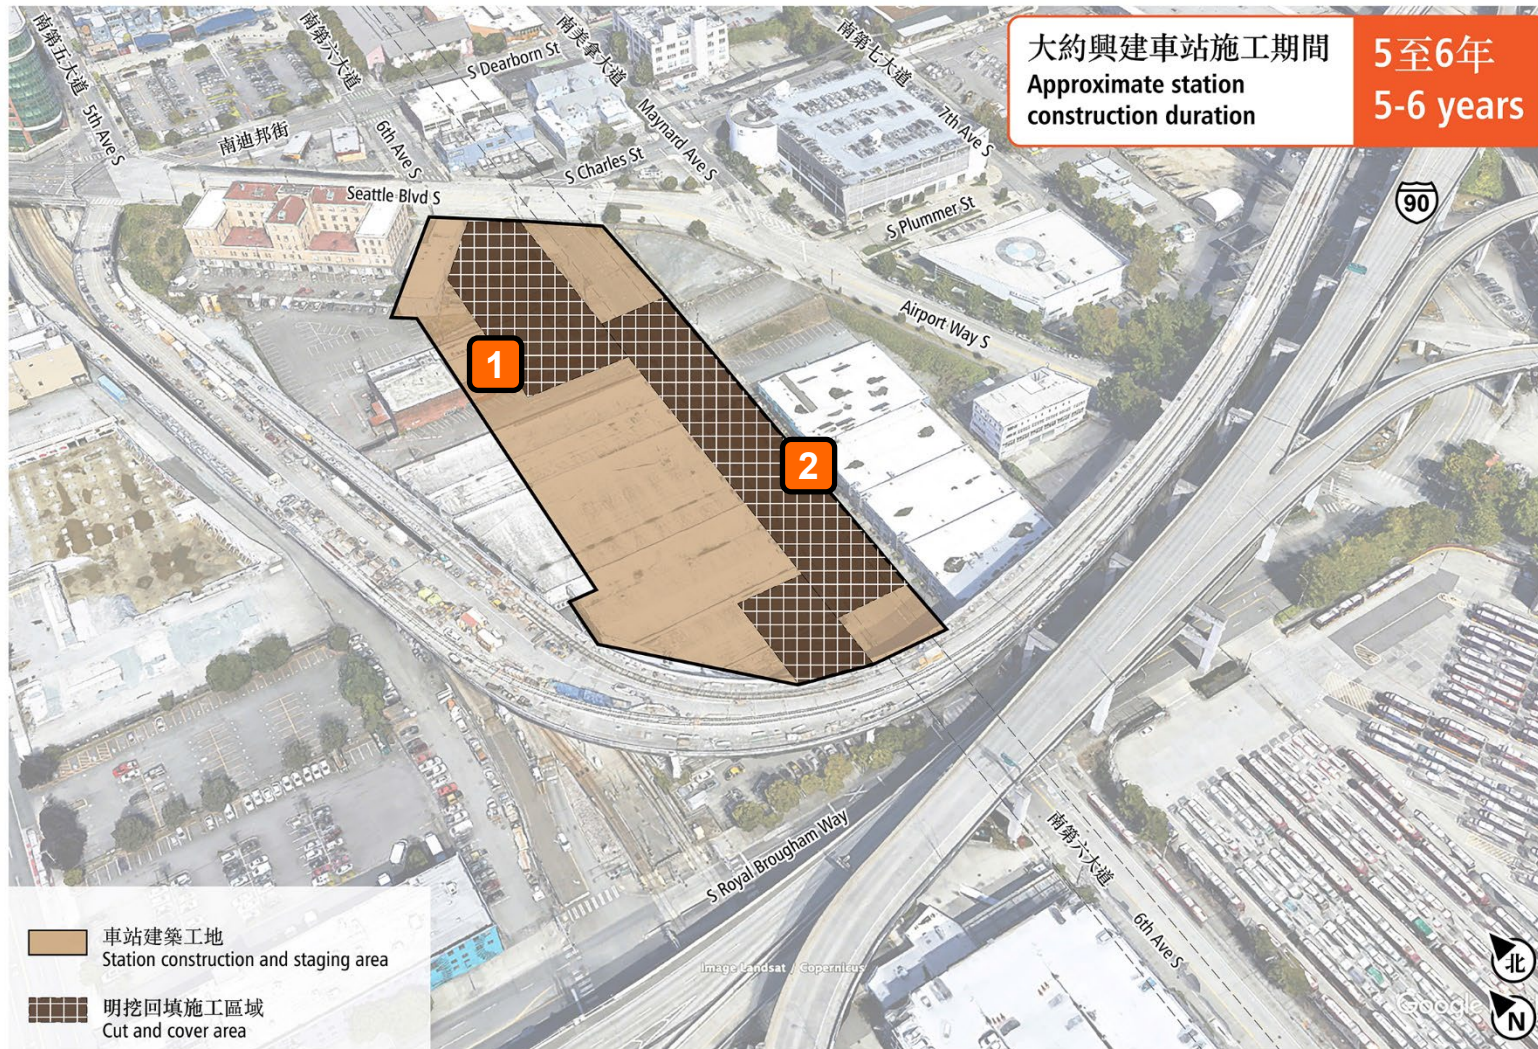 大約興建車站施工期間
Approximate station
construction duration
5至6年
5-6 years
南第五大道
5th Ave S
南第六大道
6th Ave S
南迪邦街
S Dearborn St
南美拿大道
Maynard Ave S
南第七大道
7th Ave S
S Charles St
Seattle Blvd S
S Plummer St
Airport Way S
90
1
2
S Royal Brougham Way
南第六大道
6th Ave S
車站建築工地
Station construction and staging area
明挖回填施工區域
Cut and cover area
Image Landsat / Copernicus
Google
北
N